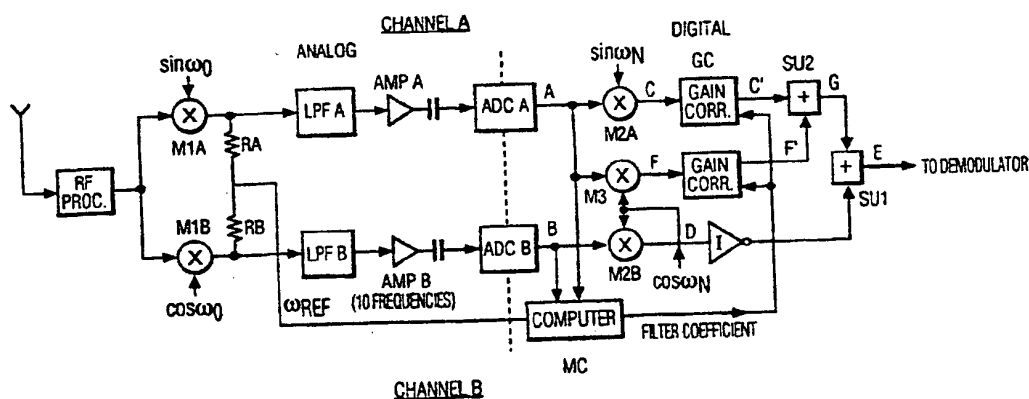 CHANNEL A
ANALOG
DIGITAL
sinω0
sinωN
GC
SU2
AMP A
LPF A
ADC A
A
C
GAIN CORR.
C'
+
G
M1A
RA
M2A
F
GAIN CORR.
F'
+
E
TO DEMODULATOR
RF PROC.
M3
SU1
M1B
RB
B
D
I
LPF B
ADC B
M2B
AMP B
(10 FREQUENCIES)
cosωN
cosω0
ωREF
COMPUTER
FILTER COEFFICIENT
MC
CHANNEL B